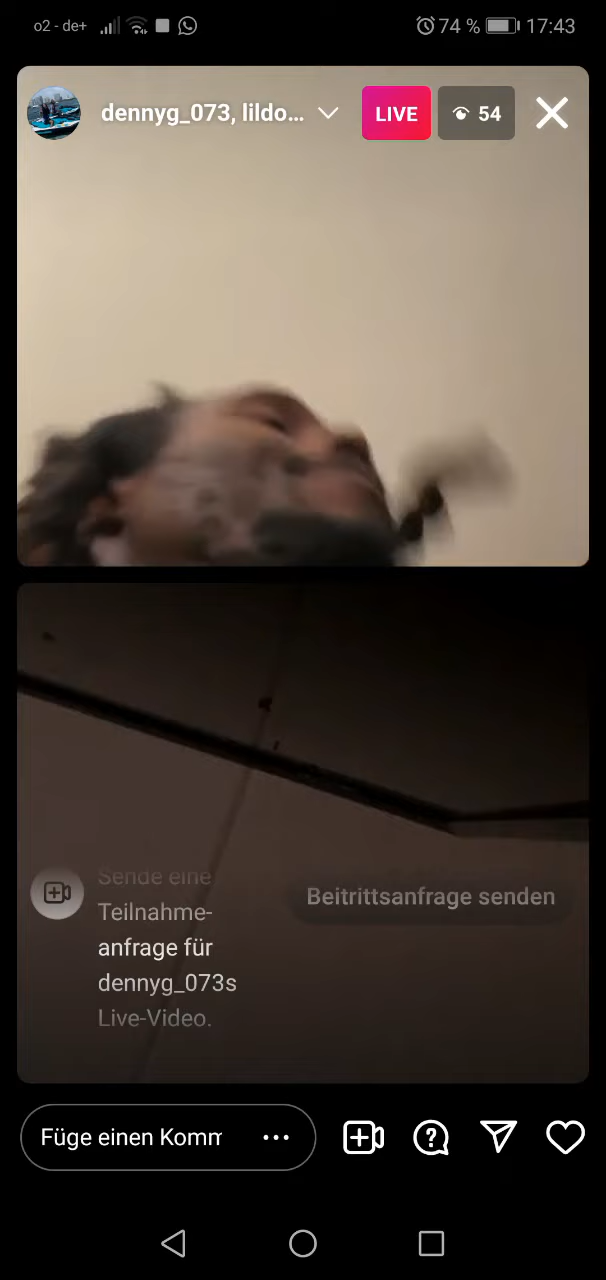 o2 - de+ 74 % 17:43
dennyg_073, lildo... LIVE 54
Sende eine
Teilnahme-
anfrage für
dennyg_073s
Live-Video.
Beitrittsanfrage senden
Füge einen Komm